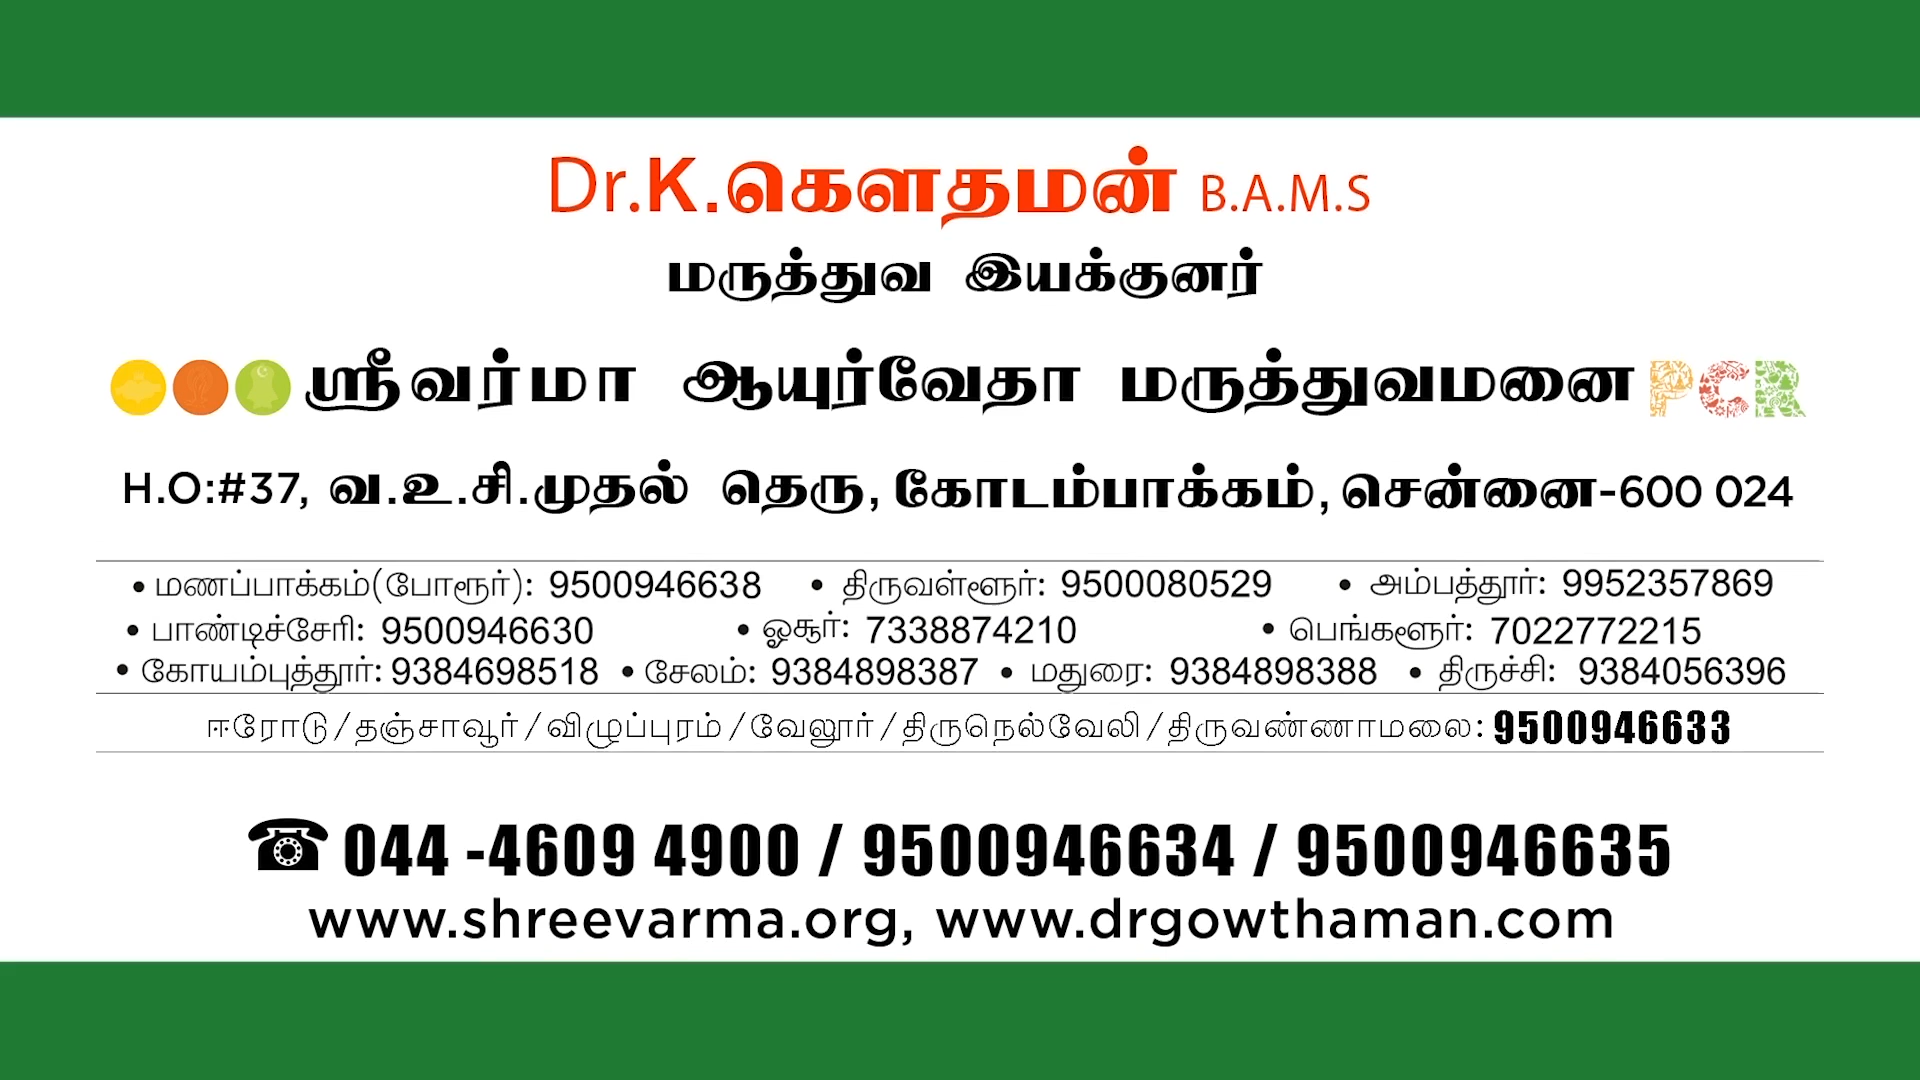 Dr.K.கௌதமன் B.A.M.S
மருத்துவ இயக்குனர்
ஸ்ரீவர்மா ஆயுர்வேதா மருத்துவமனை PCR
H.O:#37, வ.உ.சி.முதல் தெரு, கோடம்பாக்கம், சென்னை-600 024
• மணப்பாக்கம்(போரூர்): 9500946638 • திருவள்ளூர்: 9500080529 • அம்பத்தூர்: 9952357869
• பாண்டிச்சேரி: 9500946630 • ஓசூர்: 7338874210 • பெங்களூர்: 7022772215
• கோயம்புத்தூர்: 9384698518 • சேலம்: 9384898387 • மதுரை: 9384898388 • திருச்சி: 9384056396
ஈரோடு/தஞ்சாவூர்/விழுப்புரம்/வேலூர்/திருநெல்வேலி/திருவண்ணாமலை: 9500946633
☎ 044 -4609 4900 / 9500946634 / 9500946635
www.shreevarma.org, www.drgowthaman.com